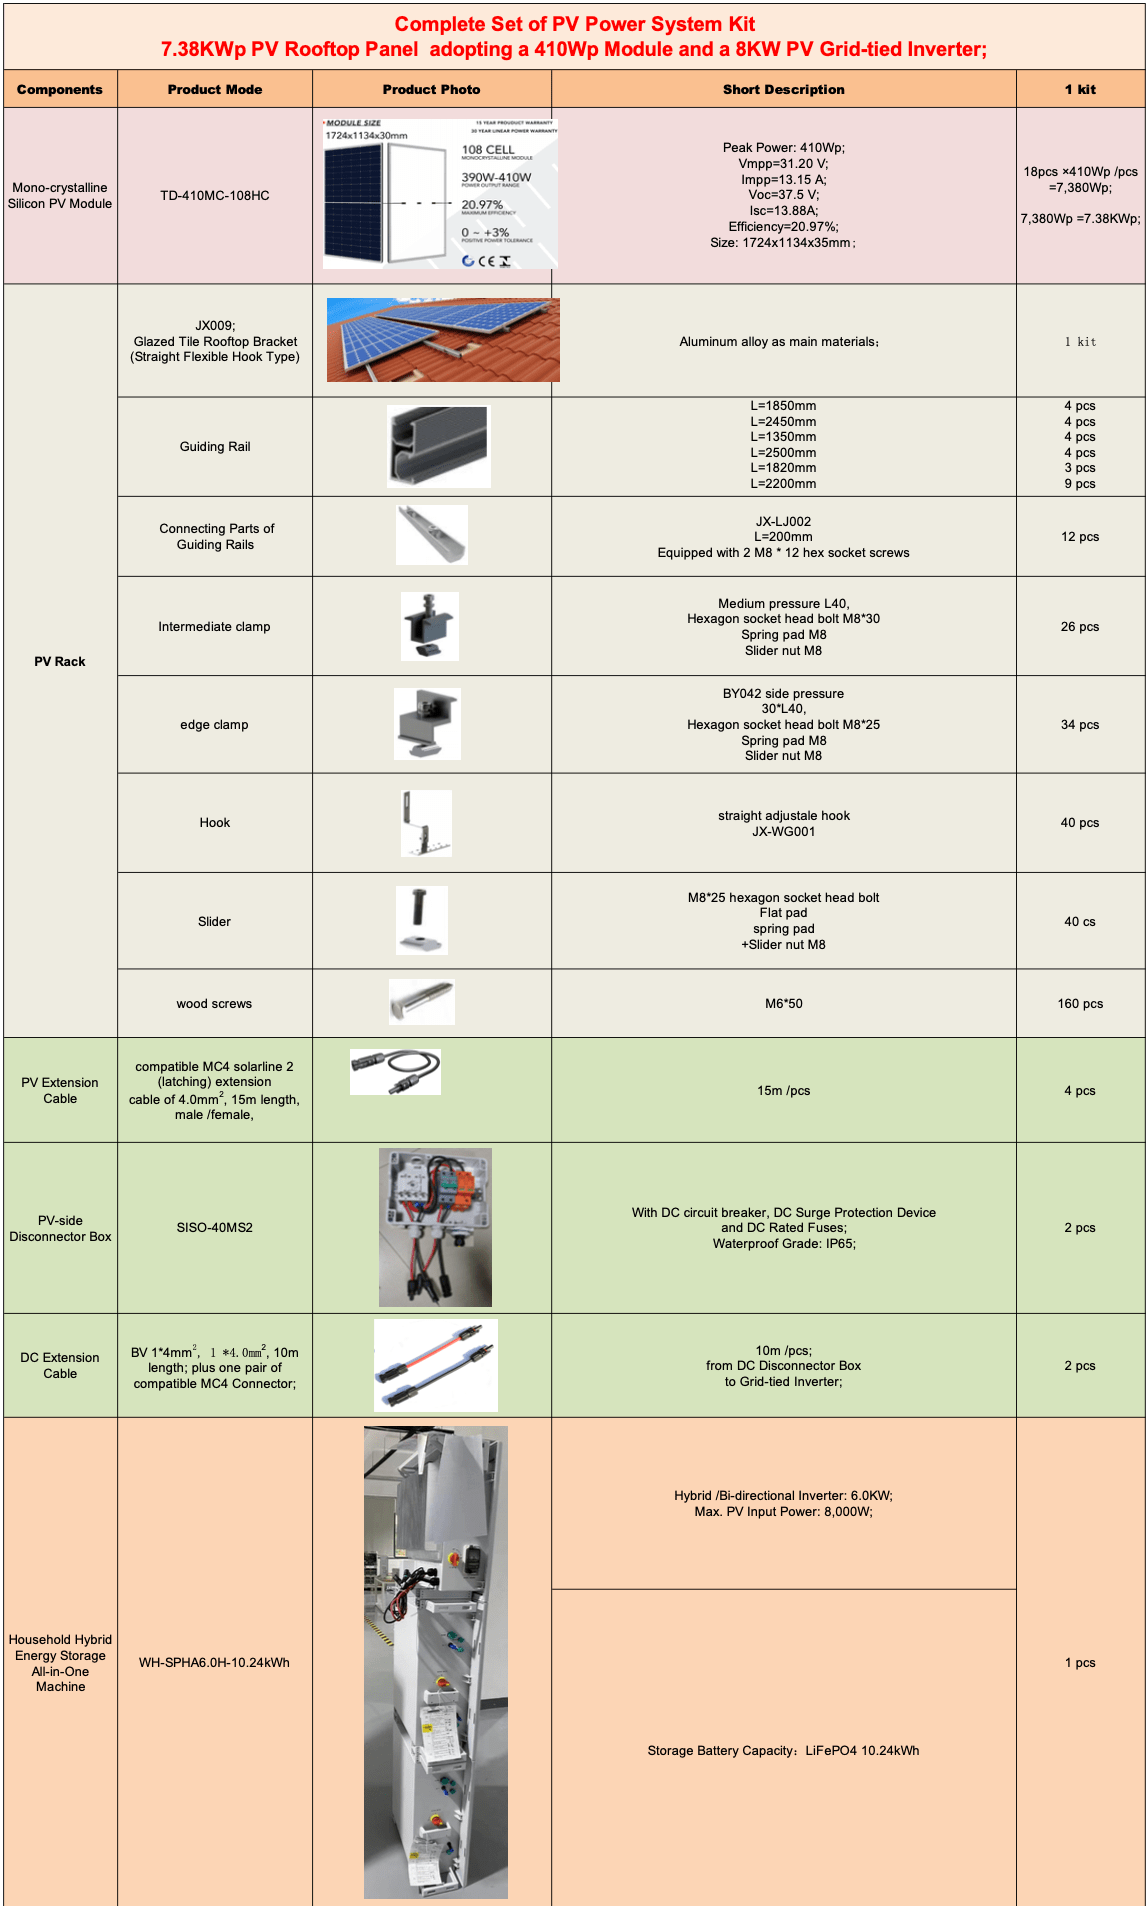 Complete Set of PV Power System Kit
7.38KWp PV Rooftop Panel adopting a 410Wp Module and a 8KW PV Grid-tied Inverter;
Components
Product Mode
Product Photo
Short Description
1 kit
Mono-crystalline
Silicon PV Module
TD-410MC-108HC
MODULE SIZE
1724x1134x30mm
15 YEAR PRODUCT WARRANTY
30 YEAR LINEAR POWER WARRANTY
108 CELL
MONOCRYSTALLINE MODULE
390W-410W
POWER OUTPUT RANGE
20.97%
MAXIMUM EFFICIENCY
0 ~ +3%
POSITIVE POWER TOLERANCE
CE
Peak Power: 410Wp;
Vmpp=31.20 V;
Impp=13.15 A;
Voc=37.5 V;
Isc=13.88A;
Efficiency=20.97%;
Size: 1724x1134x35mm；
18pcs ×410Wp /pcs
=7,380Wp;
7,380Wp =7.38KWp;
PV Rack
JX009;
Glazed Tile Rooftop Bracket
(Straight Flexible Hook Type)
Aluminum alloy as main materials；
1 kit
Guiding Rail
L=1850mm
L=2450mm
L=1350mm
L=2500mm
L=1820mm
L=2200mm
4 pcs
4 pcs
4 pcs
4 pcs
3 pcs
9 pcs
Connecting Parts of
Guiding Rails
JX-LJ002
L=200mm
Equipped with 2 M8 * 12 hex socket screws
12 pcs
Intermediate clamp
Medium pressure L40,
Hexagon socket head bolt M8*30
Spring pad M8
Slider nut M8
26 pcs
edge clamp
BY042 side pressure
30*L40,
Hexagon socket head bolt M8*25
Spring pad M8
Slider nut M8
34 pcs
Hook
straight adjustale hook
JX-WG001
40 pcs
Slider
M8*25 hexagon socket head bolt
Flat pad
spring pad
+Slider nut M8
40 cs
wood screws
M6*50
160 pcs
PV Extension
Cable
compatible MC4 solarline 2
(latching) extension
cable of 4.0mm², 15m length,
male /female,
15m /pcs
4 pcs
PV-side
Disconnector Box
SISO-40MS2
With DC circuit breaker, DC Surge Protection Device
and DC Rated Fuses;
Waterproof Grade: IP65;
2 pcs
DC Extension
Cable
BV 1*4mm², 1 *4.0mm², 10m
length; plus one pair of
compatible MC4 Connector;
10m /pcs;
from DC Disconnector Box
to Grid-tied Inverter;
2 pcs
Household Hybrid
Energy Storage
All-in-One
Machine
WH-SPHA6.0H-10.24kWh
Hybrid /Bi-directional Inverter: 6.0KW;
Max. PV Input Power: 8,000W;
Storage Battery Capacity：LiFePO4 10.24kWh
1 pcs